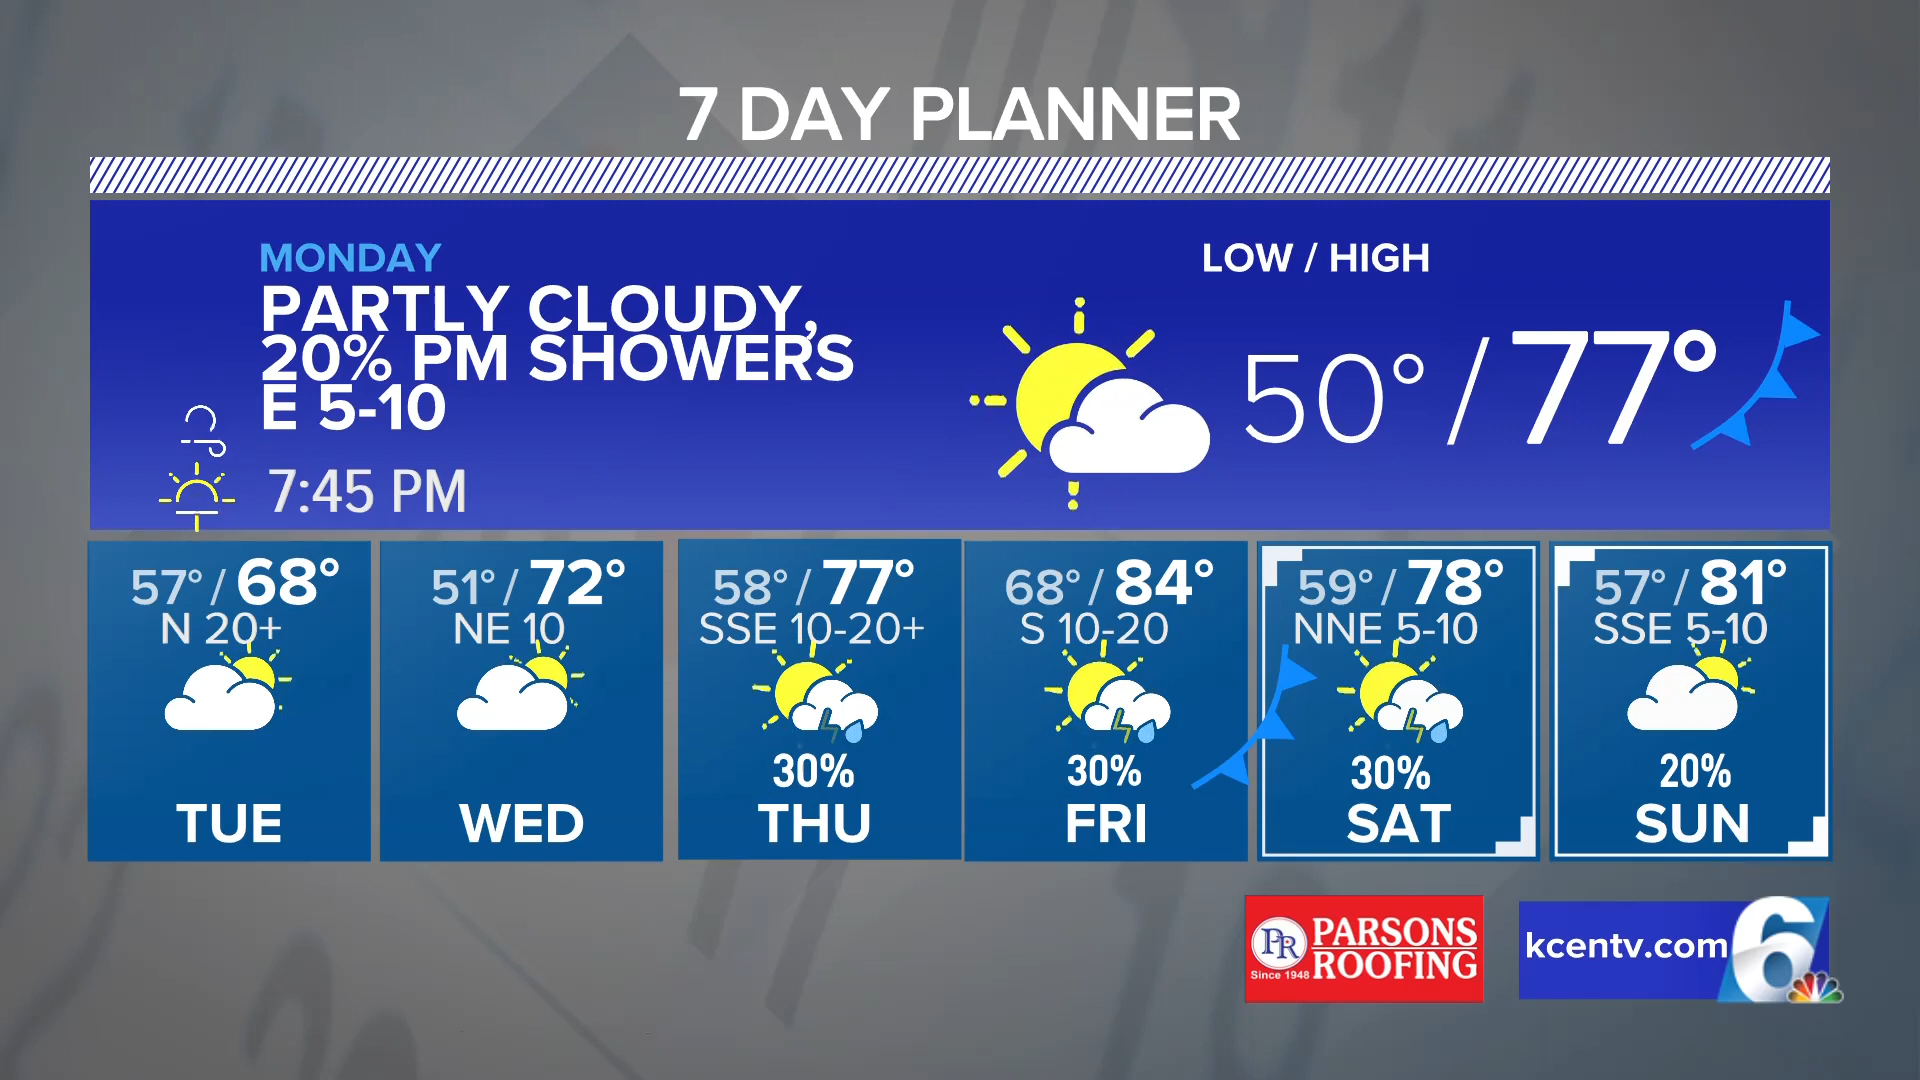 7 DAY PLANNER
MONDAY
PARTLY CLOUDY,
20% PM SHOWERS
E 5-10
7:45 PM
LOW / HIGH
50° / 77°
57° / 68°
N 20+
TUE
51° / 72°
NE 10
WED
58° / 77°
SSE 10-20+
30%
THU
68° / 84°
S 10-20
30%
FRI
59° / 78°
NNE 5-10
30%
SAT
57° / 81°
SSE 5-10
20%
SUN
PR
Since 1948
PARSONS
ROOFING
kcentv.com
6